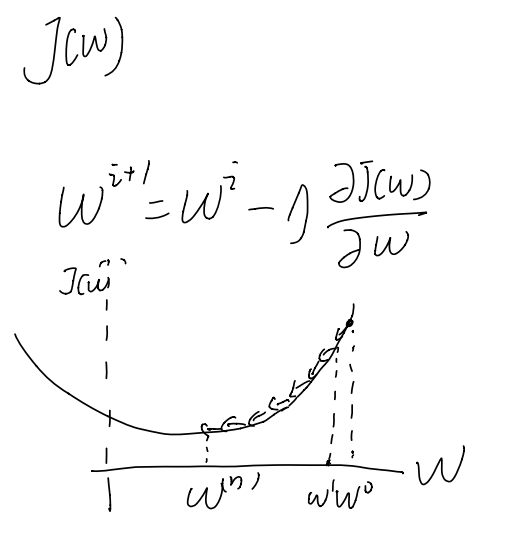 J(w)
w^{i+1} = w^i - η ∂J(w)/∂w
J(w)
w
w^{(n)} w^1 w^0